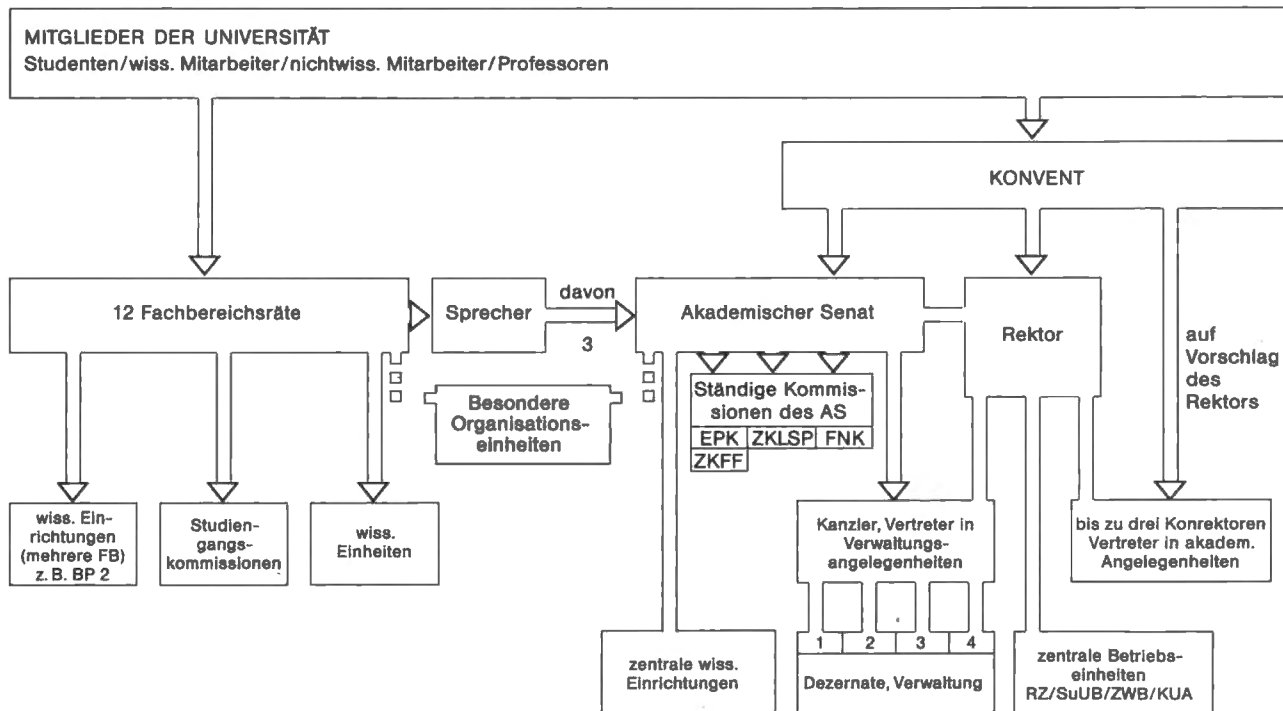 MITGLIEDER DER UNIVERSITÄT
Studenten/wiss. Mitarbeiter/nichtwiss. Mitarbeiter/Professoren
KONVENT
12 Fachbereichsräte
Sprecher
davon
3
Akademischer Senat
Rektor
auf
Vorschlag
des
Rektors
Besondere
Organisations-
einheiten
Ständige Kommis-
sionen des AS
EPK ZKLSP FNK
ZKFF
wiss. Ein-
richtungen
(mehrere FB)
z. B. BP 2
Studien-
gangs-
kommissionen
wiss.
Einheiten
Kanzler, Vertreter in
Verwaltungs-
angelegenheiten
bis zu drei Konrektoren
Vertreter in akadem.
Angelegenheiten
1 2 3 4
Dezernate, Verwaltung
zentrale wiss.
Einrichtungen
zentrale Betriebs-
einheiten
RZ/SuUB/ZWB/KUA